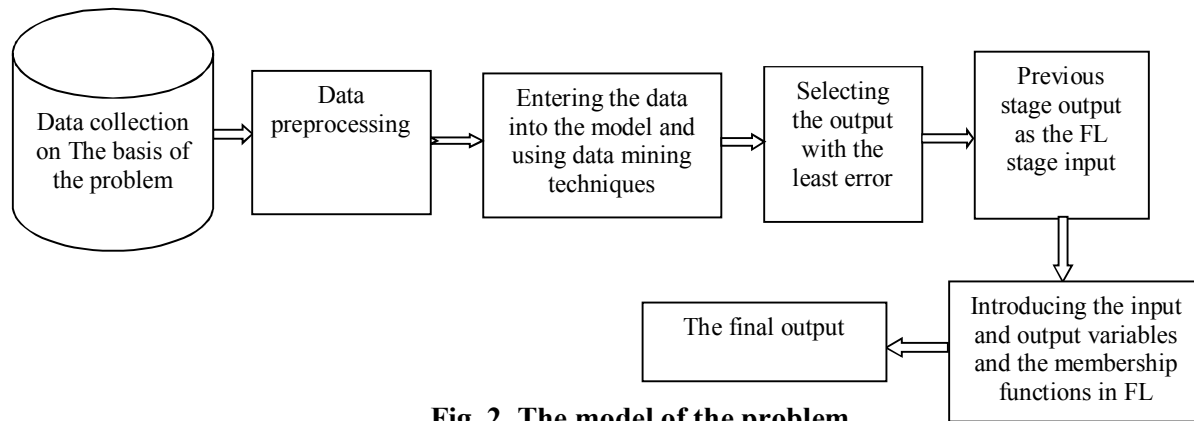 Data collection
on The basis of
the problem
Data
preprocessing
Entering the data
into the model and
using data mining
techniques
Selecting
the output
with the
least error
Previous
stage output
as the FL
stage input
Introducing the input
and output variables
and the membership
functions in FL
The final output
Fig. 2. The model of the problem